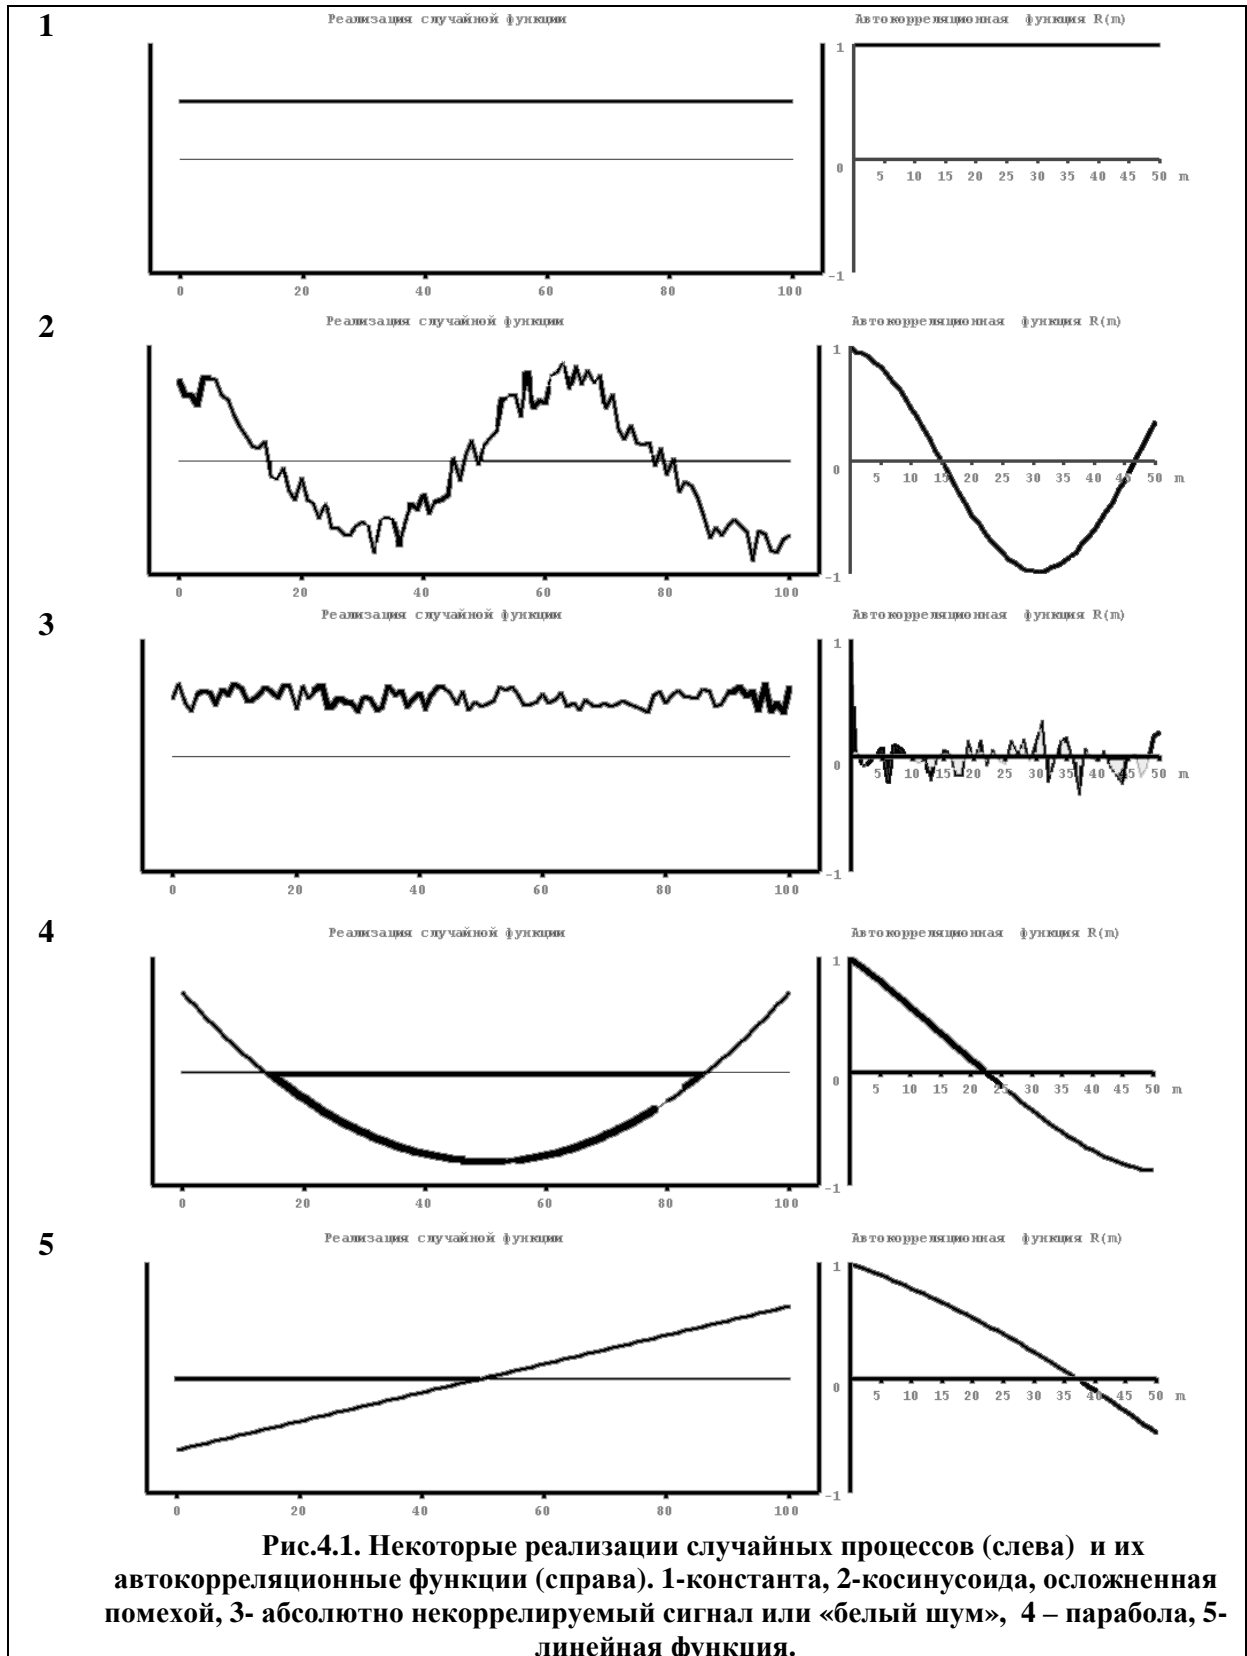 1
Реализация случайной функции
Автокорреляционная функция R(m)
1
0
-1
5 10 15 20 25 30 35 40 45 50 m
0 20 40 60 80 100
2
Реализация случайной функции
Автокорреляционная функция R(m)
1
0
-1
5 10 15 20 25 30 35 40 45 50 m
0 20 40 60 80 100
3
Реализация случайной функции
Автокорреляционная функция R(m)
1
0
-1
5 10 15 20 25 30 35 40 45 50 m
0 20 40 60 80 100
4
Реализация случайной функции
Автокорреляционная функция R(m)
1
0
-1
5 10 15 20 25 30 35 40 45 50 m
0 20 40 60 80 100
5
Реализация случайной функции
Автокорреляционная функция R(m)
1
0
-1
5 10 15 20 25 30 35 40 45 50 m
0 20 40 60 80 100
Рис.4.1. Некоторые реализации случайных процессов (слева) и их
автокорреляционные функции (справа). 1-константа, 2-косинусоида, осложненная
помехой, 3- абсолютно некоррелируемый сигнал или «белый шум», 4 – парабола, 5-
линейная функция.